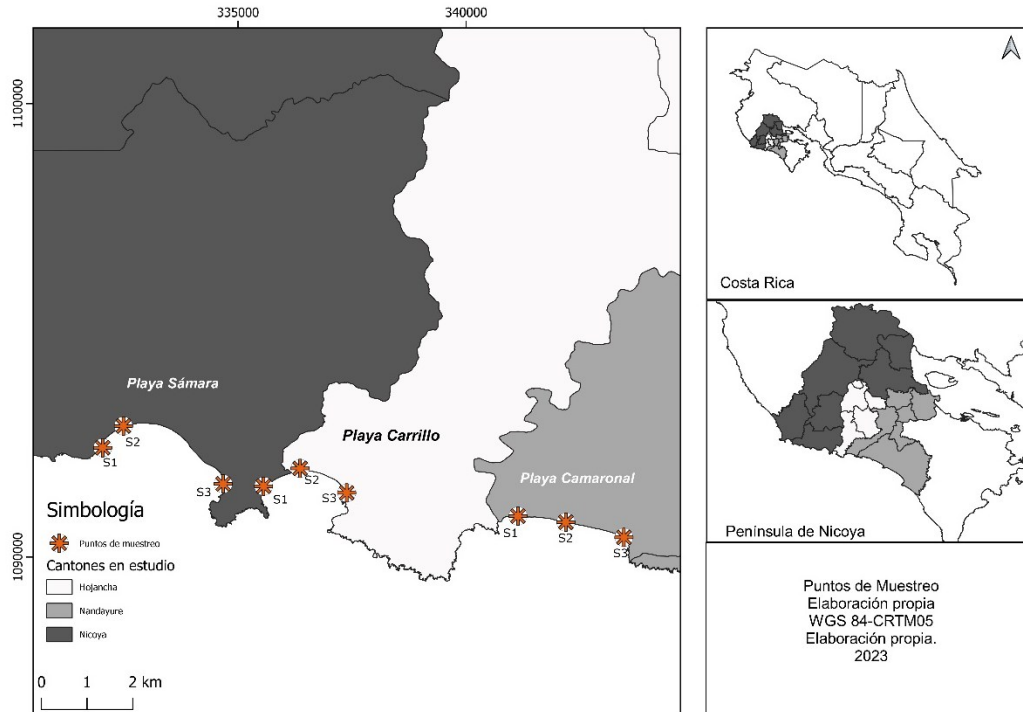 335000
340000
1100000
1090000
Playa Sámara
Playa Carrillo
Playa Camaronal
S1
S2
S3
S1
S2
S3
S1
S2
S3
Simbología
Puntos de muestreo
Cantones en estudio
Hojancha
Nandayure
Nicoya
0 1 2 km
Costa Rica
Península de Nicoya
Puntos de Muestreo
Elaboración propia
WGS 84-CRTM05
Elaboración propia.
2023